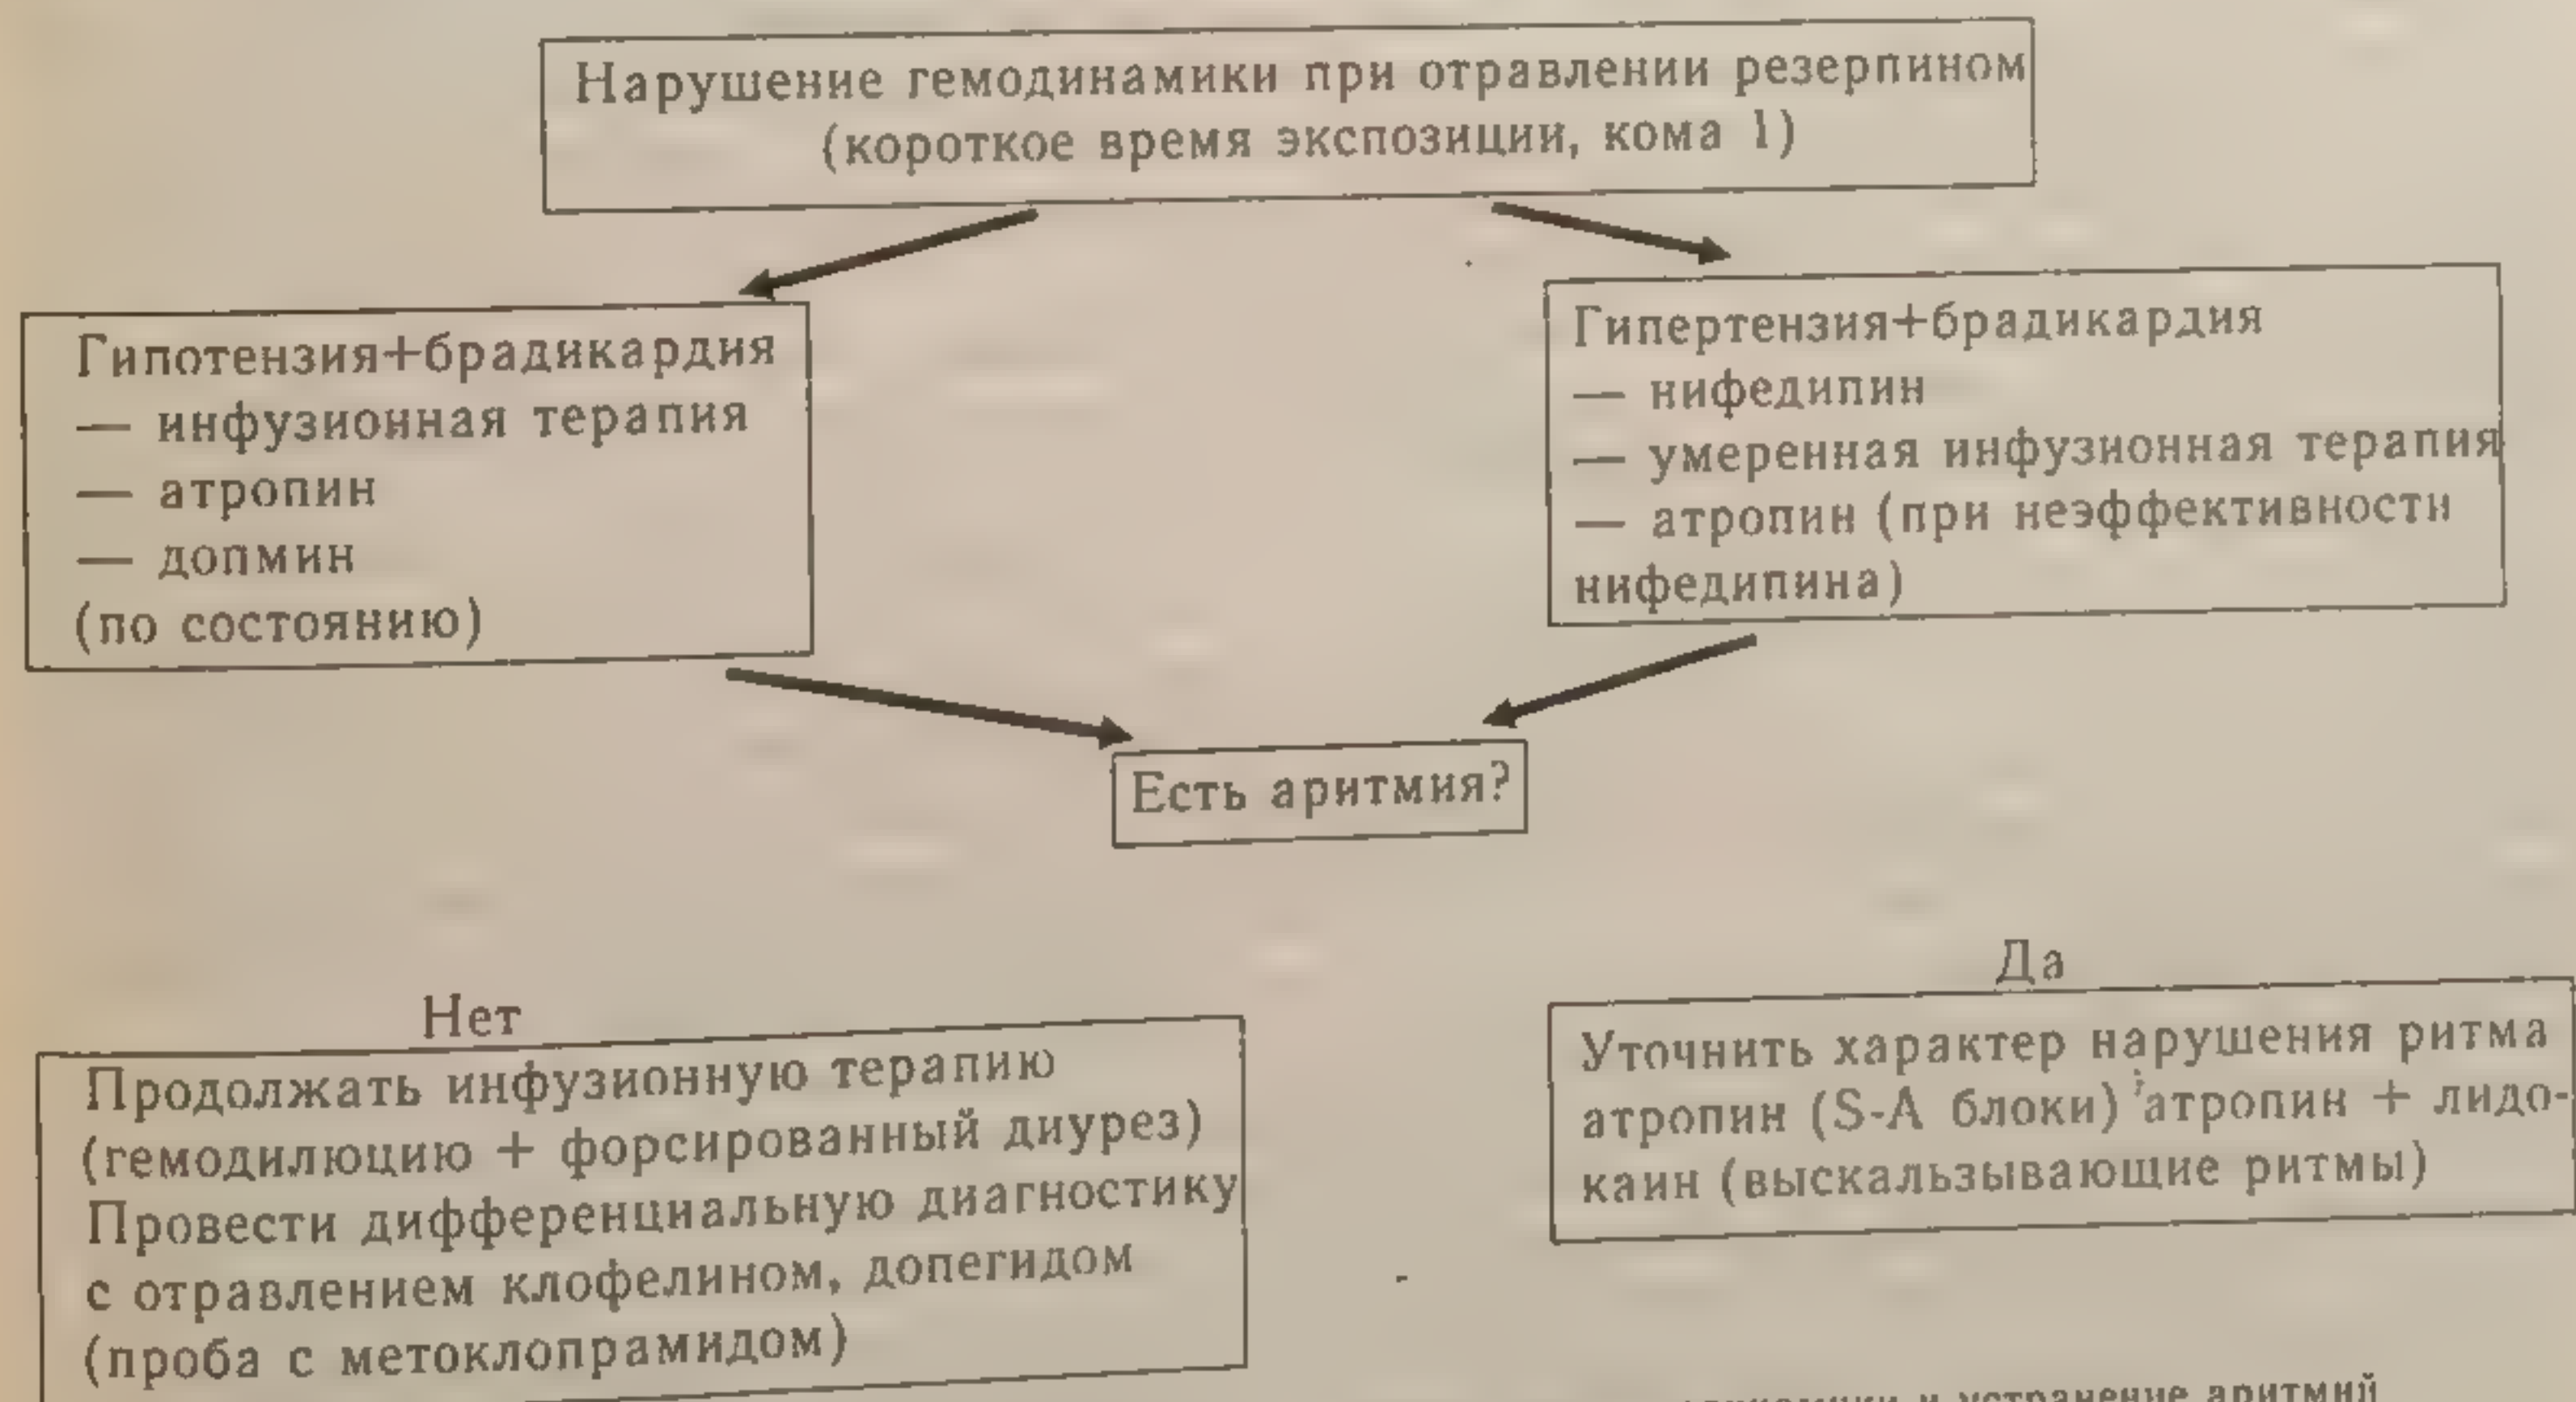 Нарушение гемодинамики при отравлении резерпином
(короткое время экспозиции, кома 1)
Гипотензия+брадикардия
— инфузионная терапия
— атропин
— допмин
(по состоянию)
Гипертензия+брадикардия
— нифедипин
— умеренная инфузионная терапия
— атропин (при неэффективности
нифедипина)
Есть аритмия?
Нет
Продолжать инфузионную терапию
(гемодилюцию + форсированный диурез)
Провести дифференциальную диагностику
с отравлением клофелином, допегидом
(проба с метоклопрамидом)
Да
Уточнить характер нарушения ритма
атропин (S-A блоки) атропин + лидо-
каин (выскальзывающие ритмы)
и устранение аритмий